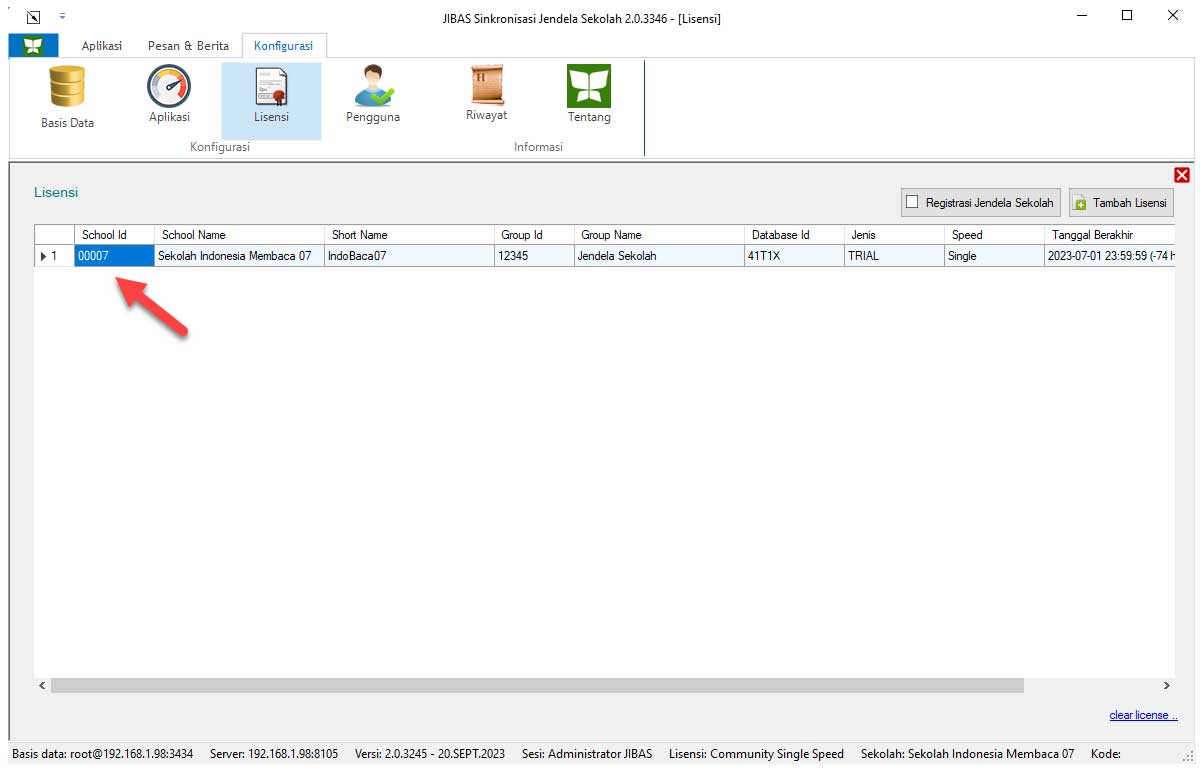 JIBAS Sinkronisasi Jendela Sekolah 2.0.3346 - [Lisensi]
Aplikasi Pesan & Berita Konfigurasi
Basis Data Aplikasi Lisensi Pengguna Riwayat Tentang
Konfigurasi Informasi
Lisensi
Registrasi Jendela Sekolah Tambah Lisensi
School Id School Name Short Name Group Id Group Name Database Id Jenis Speed Tanggal Berakhir
1 00007 Sekolah Indonesia Membaca 07 IndoBaca07 12345 Jendela Sekolah 41T1X TRIAL Single 2023-07-01 23:59:59 (-74 h
clear license ..
Basis data: root@192.168.1.98:3434 Server: 192.168.1.98:8105 Versi: 2.0.3245 - 20.SEPT.2023 Sesi: Administrator JIBAS Lisensi: Community Single Speed Sekolah: Sekolah Indonesia Membaca 07 Kode: